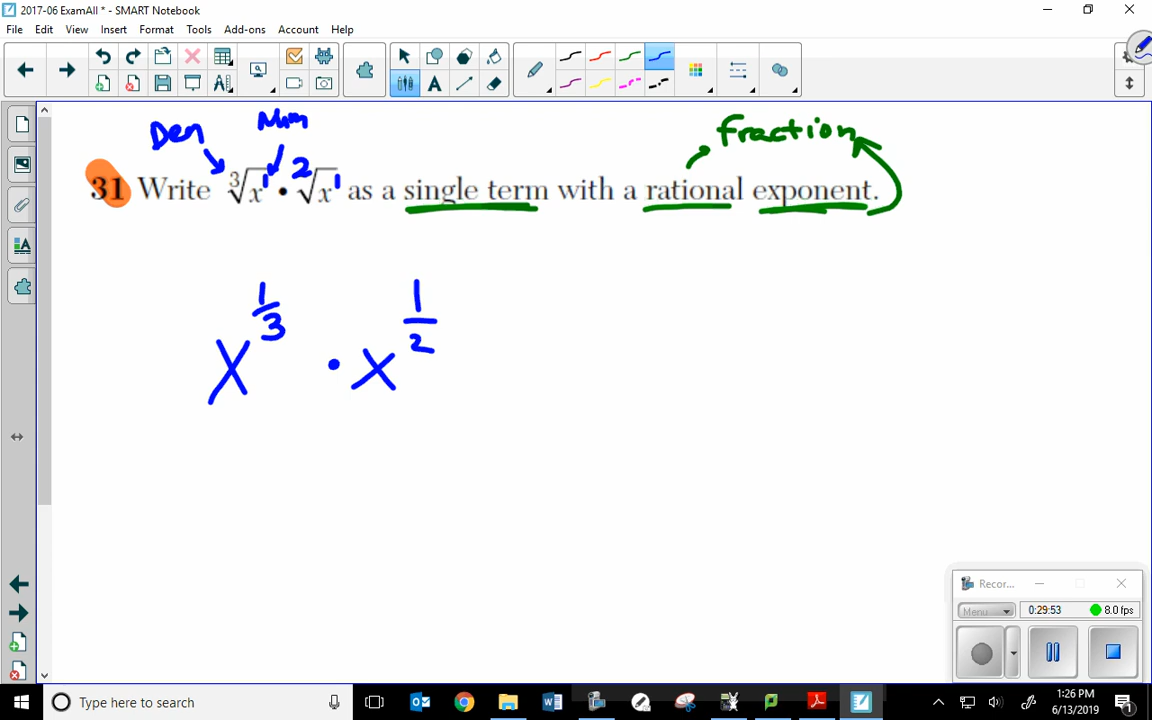 2017-06 ExamAll * - SMART Notebook
File Edit View Insert Format Tools Add-ons Account Help
Den Num fraction
31 Write ∛x¹ • ²√x¹ as a single term with a rational exponent.
x^(1/3) • x^(1/2)
Recor...
Menu 0:29:53 8.0 fps
Type here to search
1:26 PM
6/13/2019